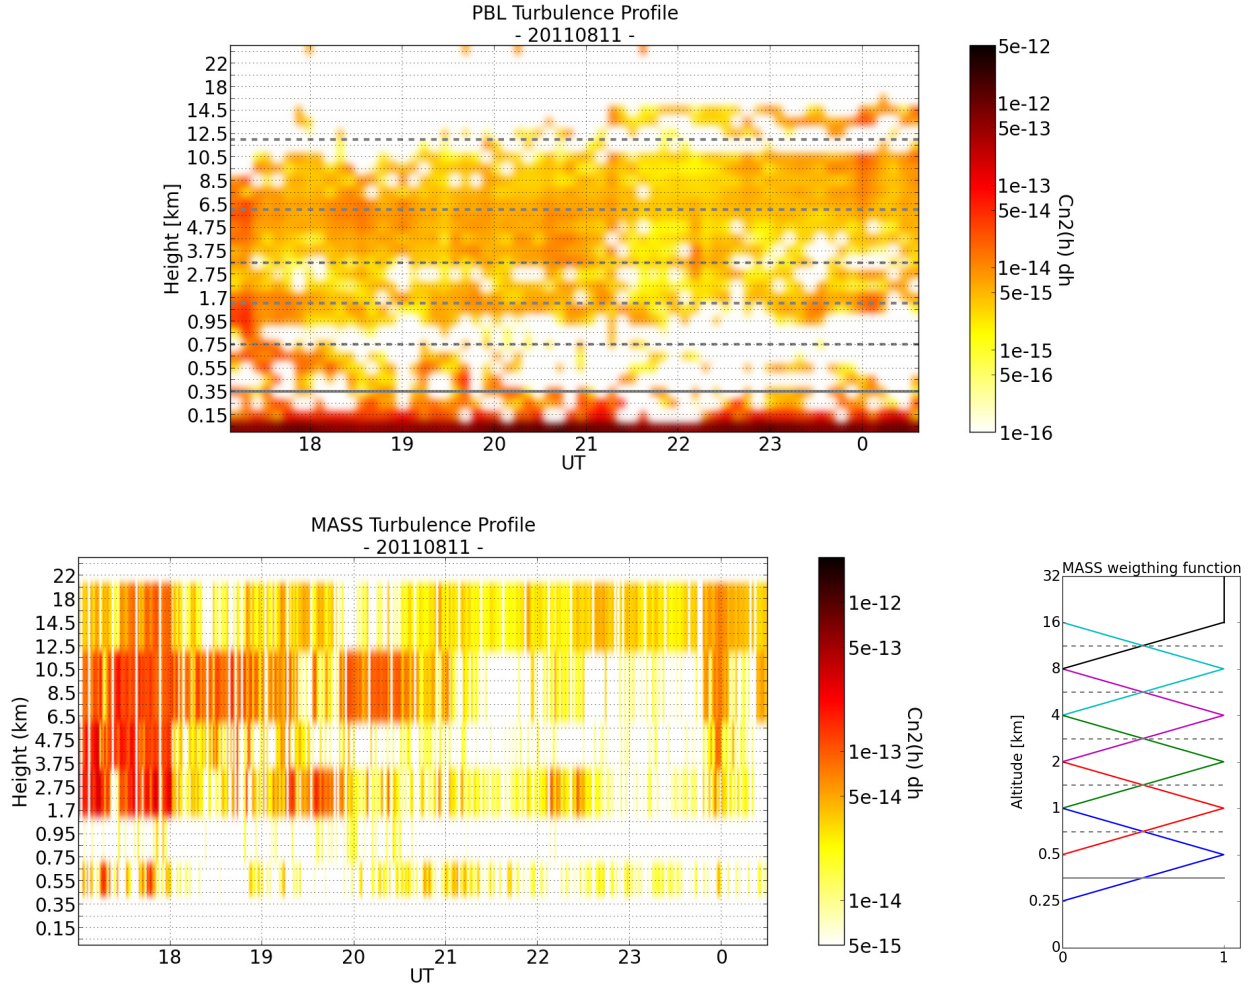 PBL Turbulence Profile
- 20110811 -
Height [km]
22
18
14.5
12.5
10.5
8.5
6.5
4.75
3.75
2.75
1.7
0.95
0.75
0.55
0.35
0.15
18 19 20 21 22 23 0
UT
5e-12
1e-12
5e-13
1e-13
5e-14
1e-14
5e-15
1e-15
5e-16
1e-16
Cn2(h) dh
MASS Turbulence Profile
- 20110811 -
Height (km)
22
18
14.5
12.5
10.5
8.5
6.5
4.75
3.75
2.75
1.7
0.95
0.75
0.55
0.35
0.15
18 19 20 21 22 23 0
UT
1e-12
5e-13
1e-13
5e-14
1e-14
5e-15
Cn2(h) dh
MASS weigthing function
Altitude [km]
32
16
8
4
2
1
0.5
0.25
0
0 1